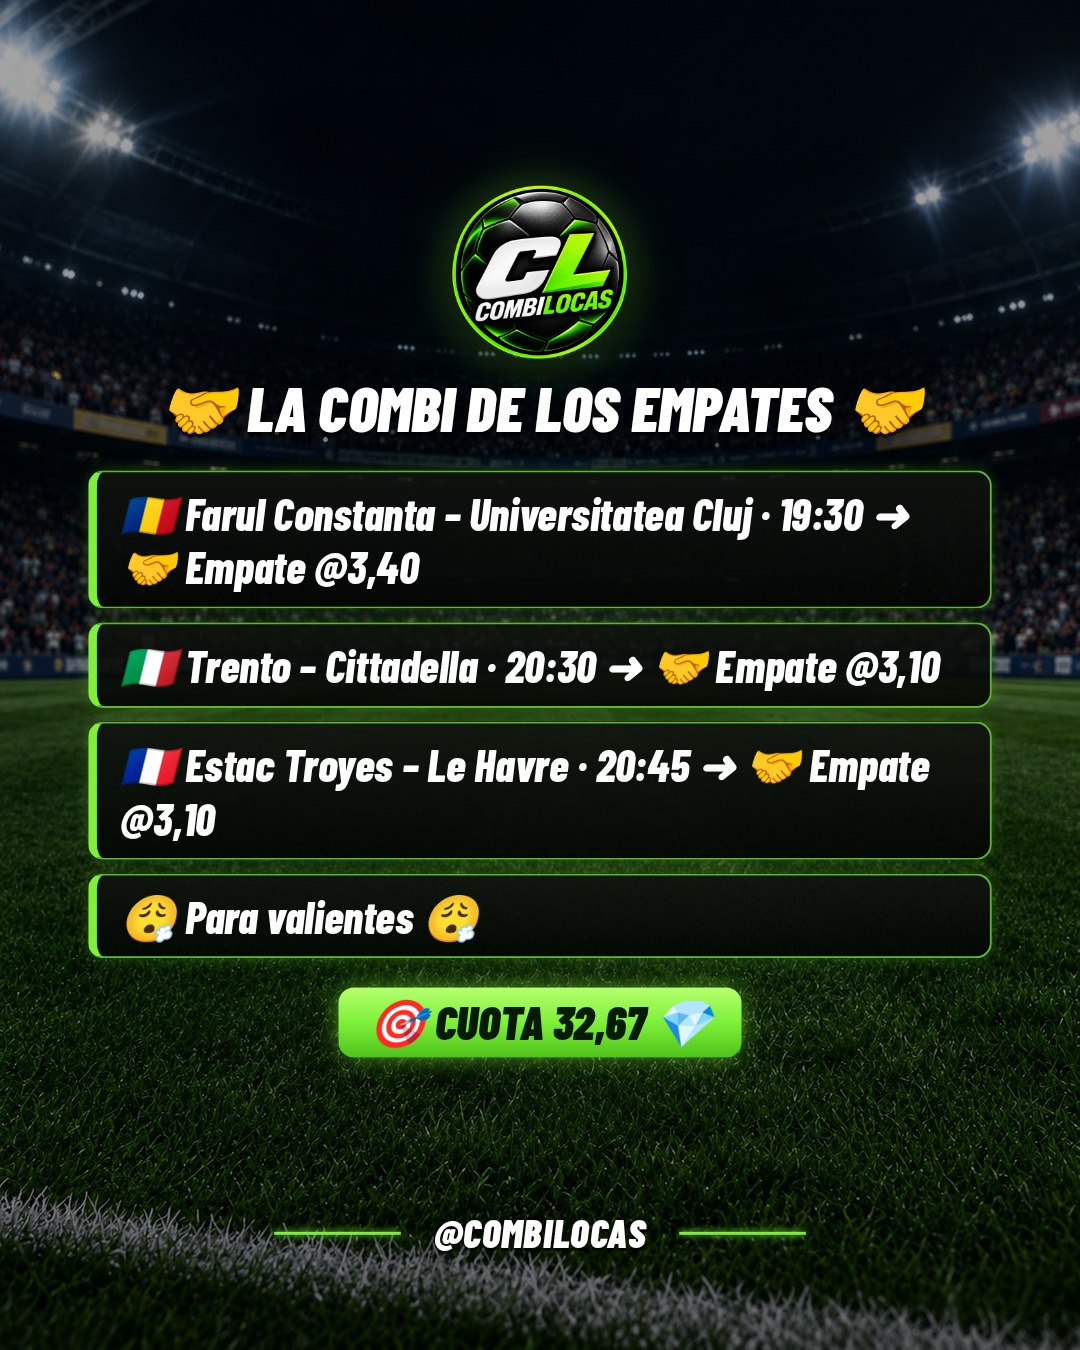 CL
COMBILOCAS
🤝 LA COMBI DE LOS EMPATES 🤝
🇷🇴 Farul Constanta – Universitatea Cluj · 19:30 ➜
🤝 Empate @3,40
🇮🇹 Trento – Cittadella · 20:30 ➜ 🤝 Empate @3,10
🇫🇷 Estac Troyes – Le Havre · 20:45 ➜ 🤝 Empate
@3,10
😮‍💨 Para valientes 😮‍💨
🎯 CUOTA 32,67 💎
@COMBILOCAS